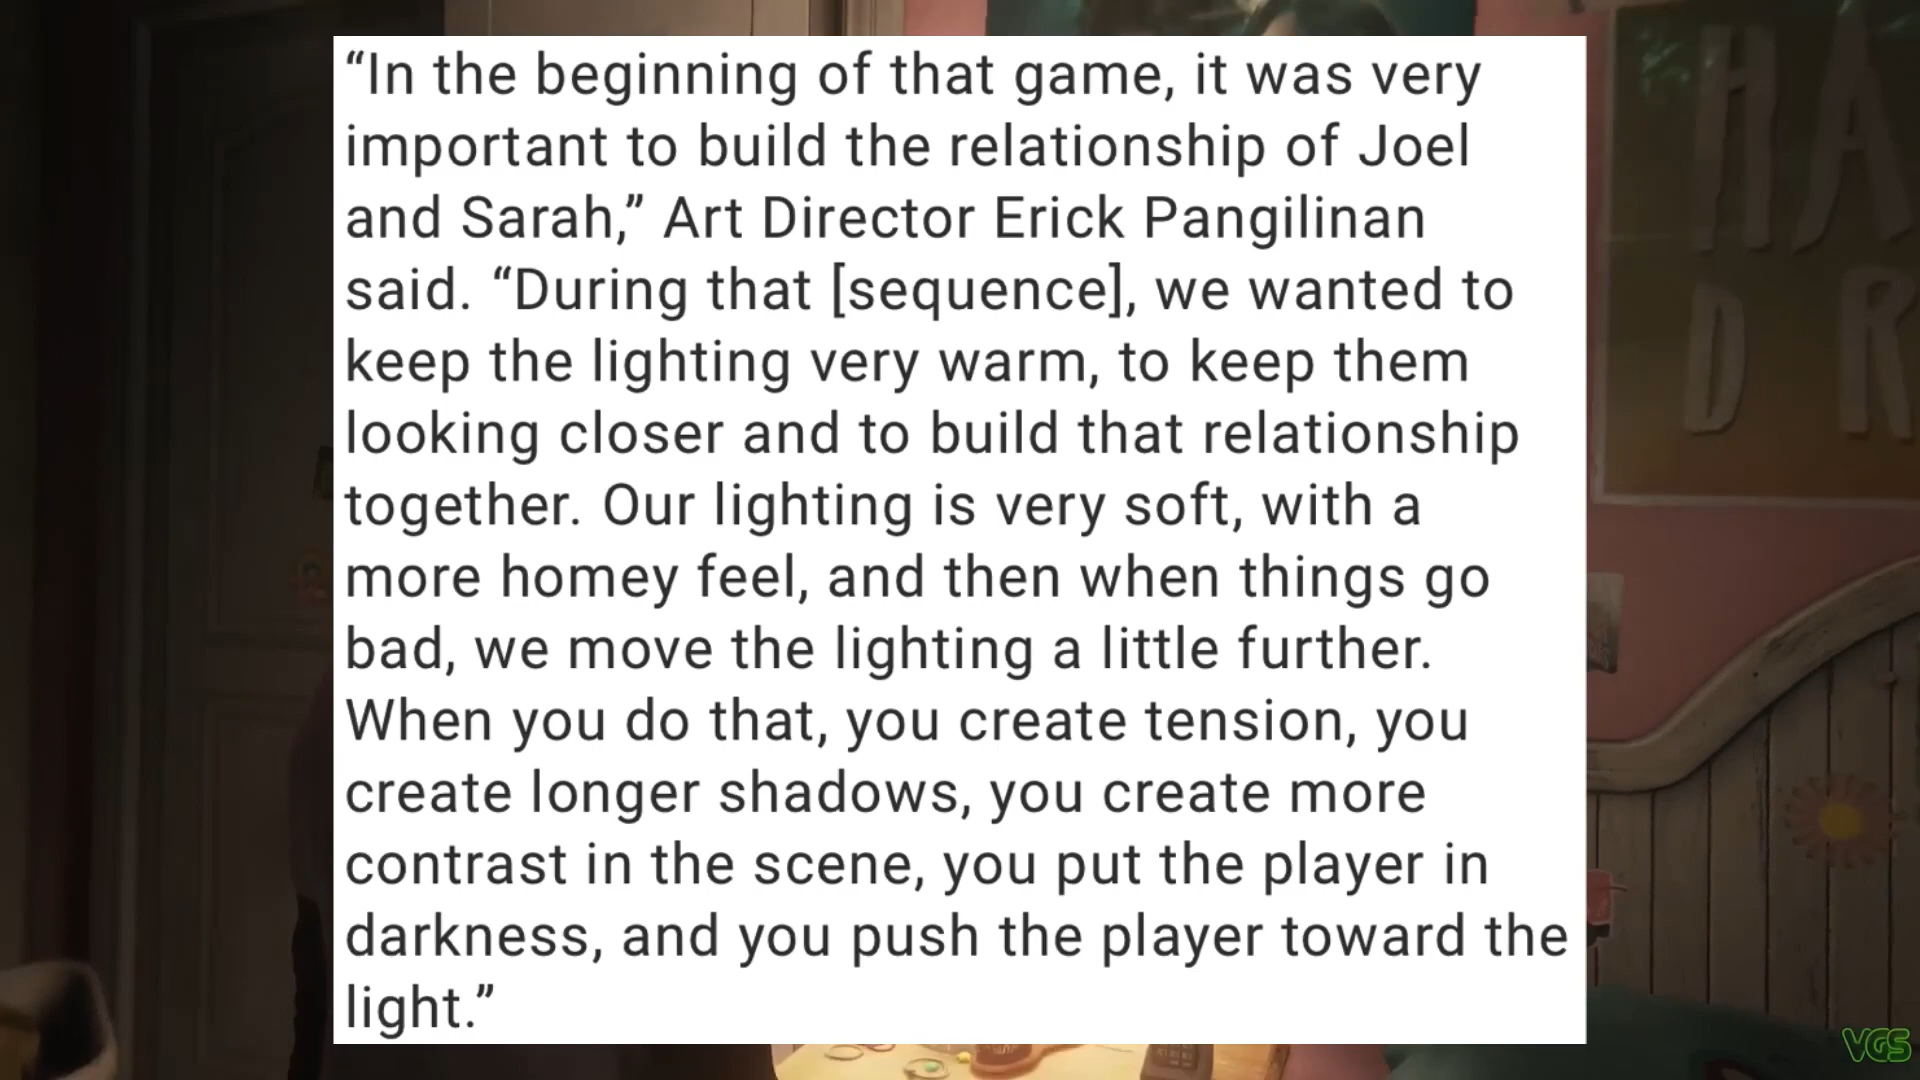 “In the beginning of that game, it was very
important to build the relationship of Joel
and Sarah,” Art Director Erick Pangilinan
said. “During that [sequence], we wanted to
keep the lighting very warm, to keep them
looking closer and to build that relationship
together. Our lighting is very soft, with a
more homey feel, and then when things go
bad, we move the lighting a little further.
When you do that, you create tension, you
create longer shadows, you create more
contrast in the scene, you put the player in
darkness, and you push the player toward the
light.”
HA
D R
VGS